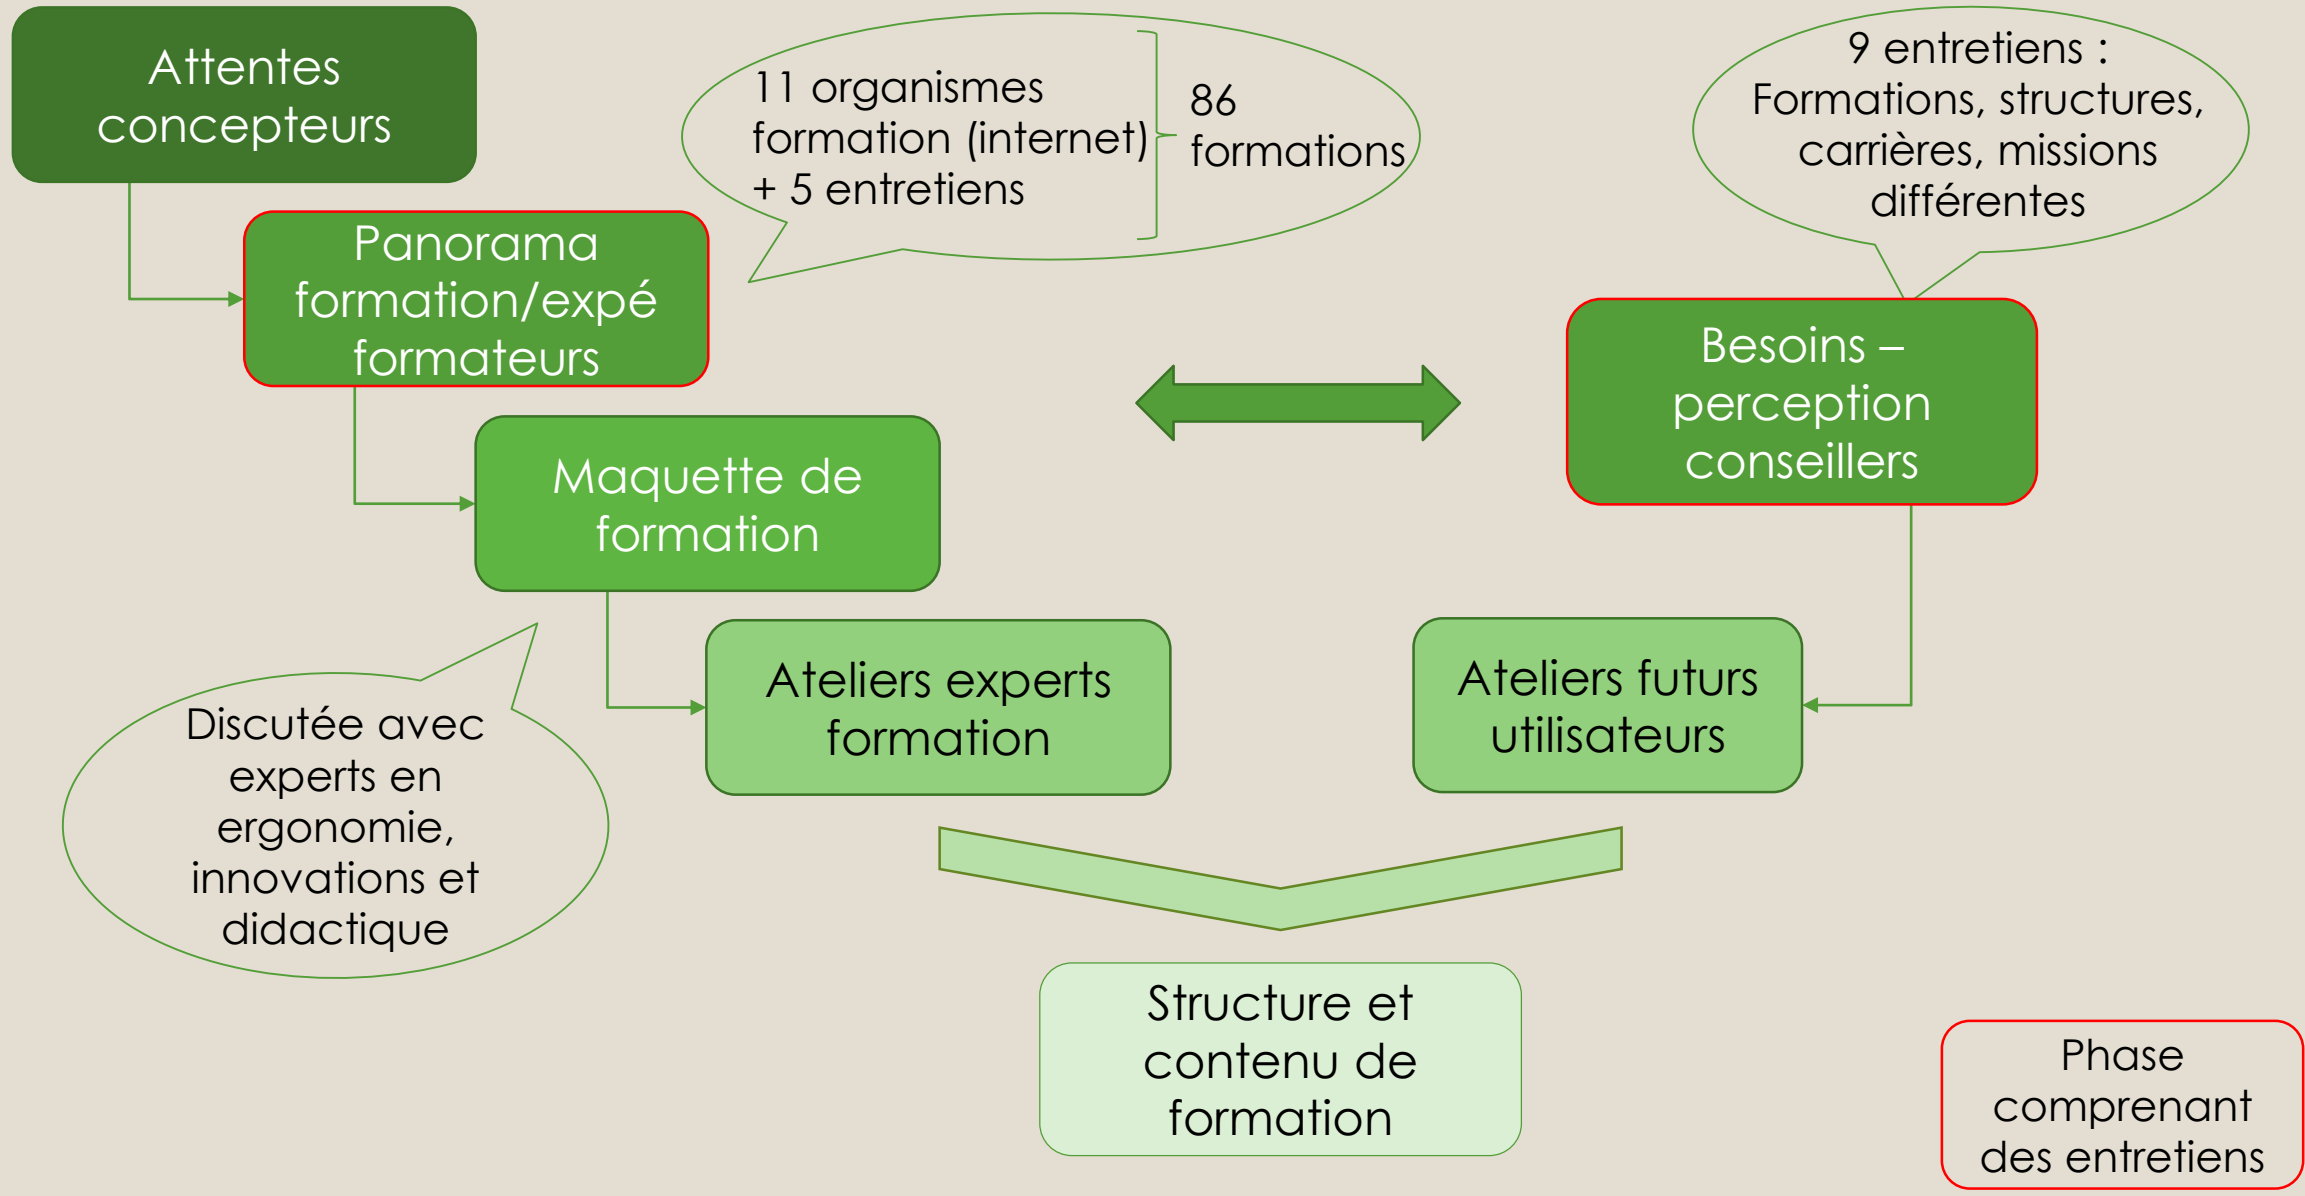 Attentes
concepteurs
11 organismes
formation (internet)
+ 5 entretiens
86
formations
9 entretiens :
Formations, structures,
carrières, missions
différentes
Panorama
formation/expé
formateurs
Besoins –
perception
conseillers
Maquette de
formation
Ateliers experts
formation
Ateliers futurs
utilisateurs
Discutée avec
experts en
ergonomie,
innovations et
didactique
Structure et
contenu de
formation
Phase
comprenant
des entretiens